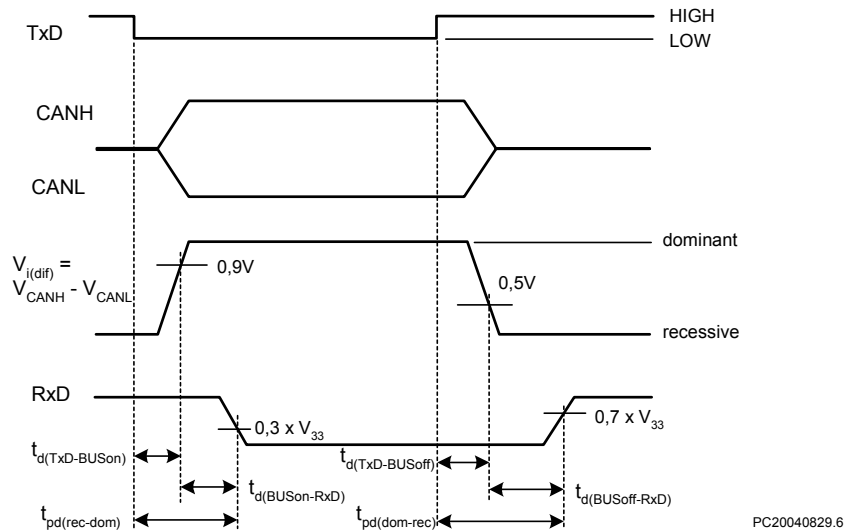 HIGH
TxD
LOW
CANH
CANL
dominant
V_i(dif) =
V_CANH - V_CANL
0,9V
0,5V
recessive
RxD
0,3 x V_33
0,7 x V_33
t_d(TxD-BUSon)
t_d(TxD-BUSoff)
t_d(BUSon-RxD)
t_d(BUSoff-RxD)
t_pd(rec-dom)
t_pd(dom-rec)
PC20040829.6